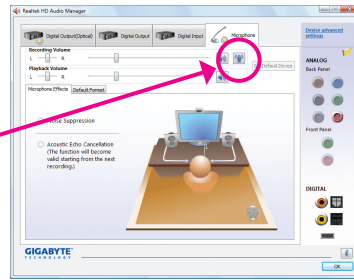 Realtek HD Audio Manager
Digital Output(Optical)
Digital Output
Digital Input
Microphone
Device advanced
settings
Recording Volume
L
R
Default Device
Playback Volume
L
R
Microphone Effects
Default Format
Suppression
Acoustic Echo Cancellation
(The function will become
valid starting from the next
recording.)
ANALOG
Back Panel
Front Panel
DIGITAL
GIGABYTE
TECHNOLOGY
i
OK